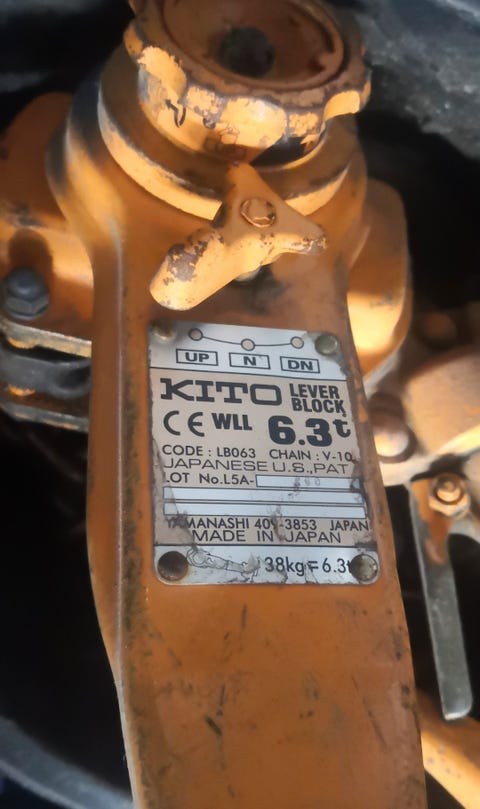 UP N DN
KITO LEVER BLOCK
CE WLL 6.3t
CODE : LB063 CHAIN : V-10
JAPANESE U.S.,PAT
LOT No.L5A-
YAMANASHI 409-3853 JAPAN
MADE IN JAPAN
38kg = 6.3t